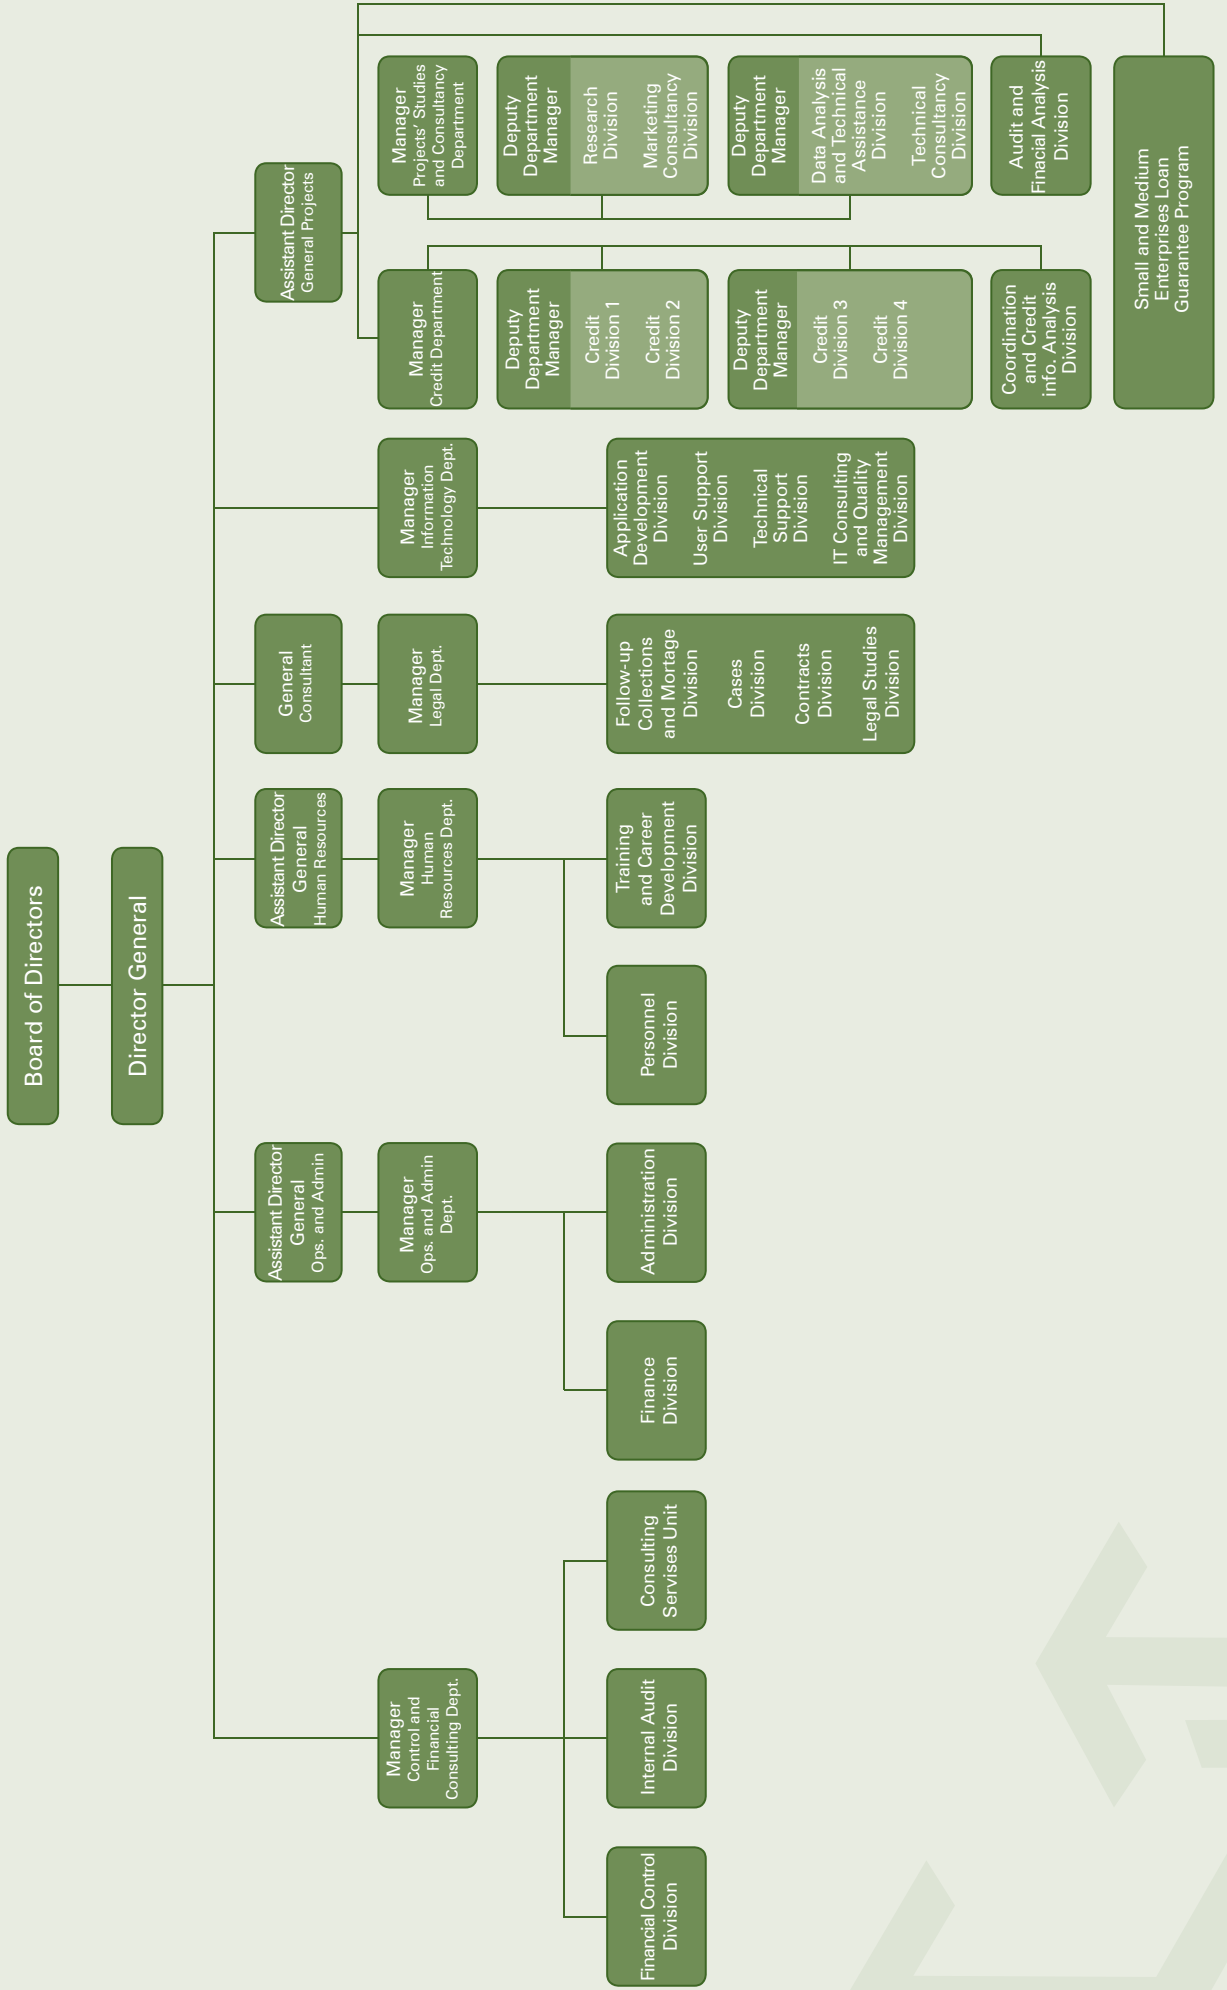 Board of Directors
Director General
Manager
Control and
Financial
Consulting Dept.
Financial Control
Division
Internal Audit
Division
Consulting
Servises Unit
Assistant Director
General
Ops. and Admin
Manager
Ops. and Admin
Dept.
Finance
Division
Administration
Division
Assistant Director
General
Human Resources
Manager
Human
Resources Dept.
Personnel
Division
Training
and Career
Development
Division
General
Consultant
Manager
Legal Dept.
Follow-up
Collections
and Mortage
Division
Cases
Division
Contracts
Division
Legal Studies
Division
Manager
Information
Technology Dept.
Application
Development
Division
User Support
Division
Technical
Support
Division
IT Consulting
and Quality
Management
Division
Assistant Director
General Projects
Manager
Credit Department
Deputy
Department
Manager
Credit
Division 1
Credit
Division 2
Deputy
Department
Manager
Credit
Division 3
Credit
Division 4
Coordination
and Credit
info. Analysis
Division
Manager
Projects’ Studies
and Consultancy
Department
Deputy
Department
Manager
Research
Division
Marketing
Consultancy
Division
Deputy
Department
Manager
Data Analysis
and Technical
Assistance
Division
Technical
Consultancy
Division
Audit and
Finacial Analysis
Division
Small and Medium
Enterprises Loan
Guarantee Program